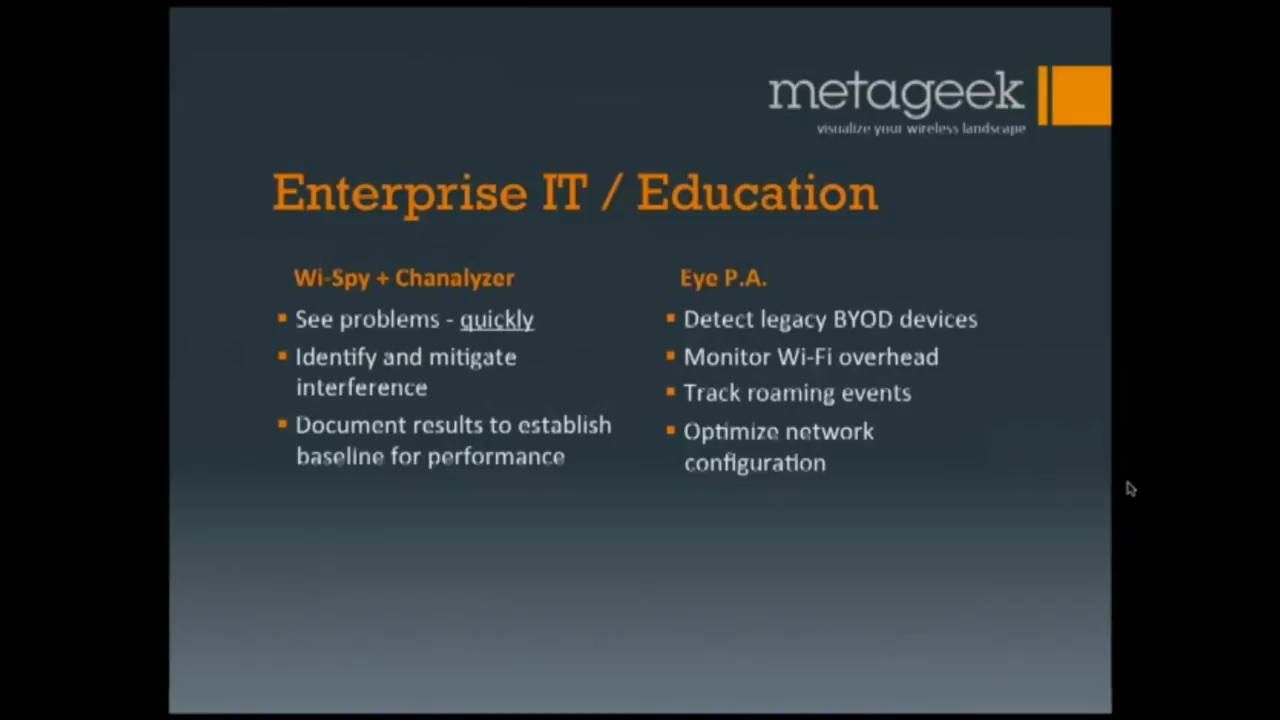 metageek
visualize your wireless landscape
Enterprise IT / Education
Wi-Spy + Chanalyzer
See problems - quickly
Identify and mitigate
interference
Document results to establish
baseline for performance
Eye P.A.
Detect legacy BYOD devices
Monitor Wi-Fi overhead
Track roaming events
Optimize network
configuration